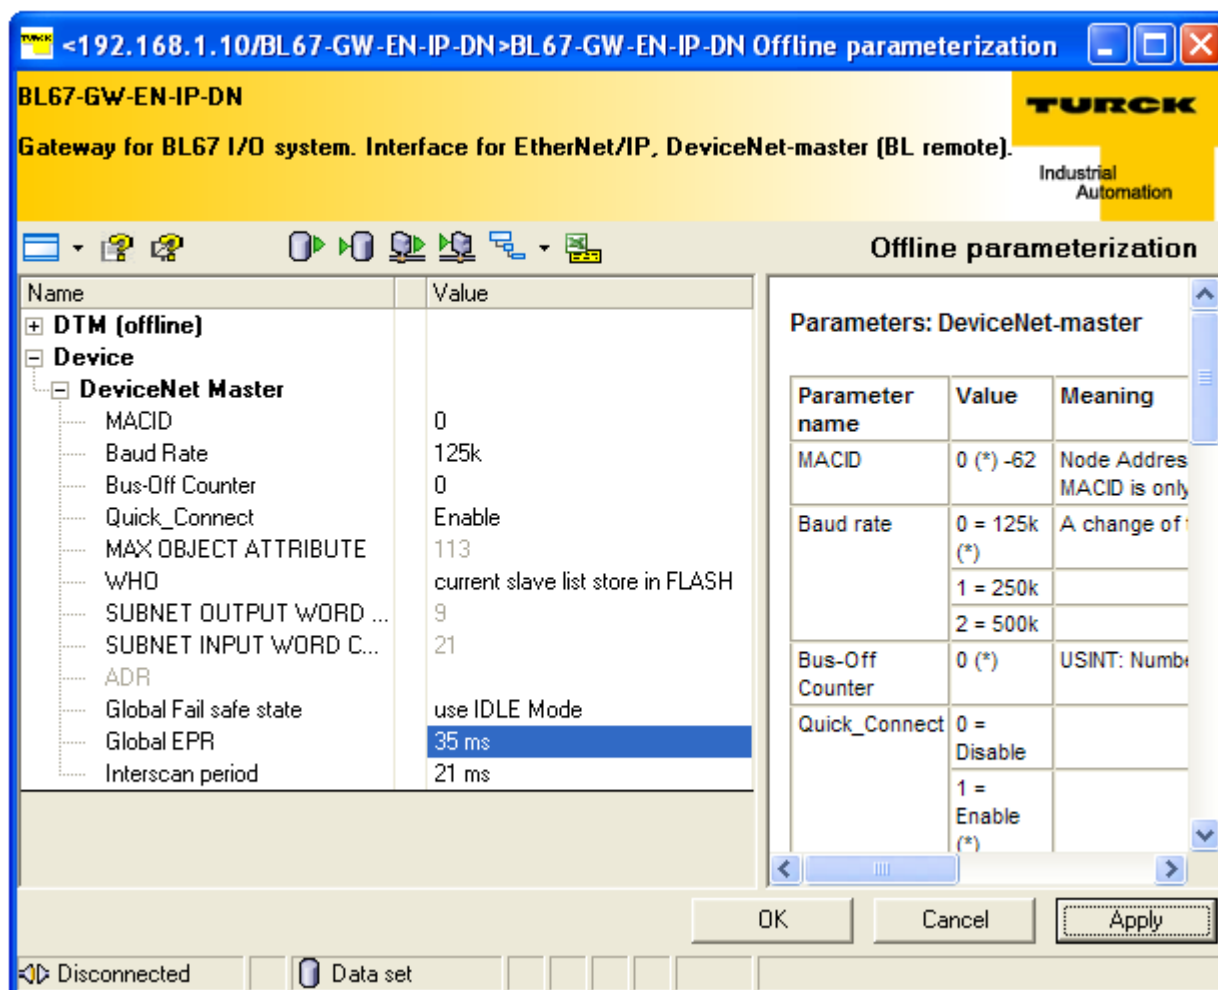 TURCK <192.168.1.10/BL67-GW-EN-IP-DN>BL67-GW-EN-IP-DN Offline parameterization
BL67-GW-EN-IP-DN
TURCK
Gateway for BL67 I/O system. Interface for EtherNet/IP, DeviceNet-master (BL remote).
Industrial
Automation
Offline parameterization
Name Value
DTM (offline)
Device
DeviceNet Master
MACID 0
Baud Rate 125k
Bus-Off Counter 0
Quick_Connect Enable
MAX OBJECT ATTRIBUTE 113
WHO current slave list store in FLASH
SUBNET OUTPUT WORD ... 9
SUBNET INPUT WORD C... 21
ADR
Global Fail safe state use IDLE Mode
Global EPR 35 ms
Interscan period 21 ms
Parameters: DeviceNet-master
Parameter Value Meaning
name
MACID 0 (*) -62 Node Addres
MACID is only
Baud rate 0 = 125k A change of
(*)
1 = 250k
2 = 500k
Bus-Off 0 (*) USINT: Numbe
Counter
Quick_Connect 0 =
Disable
1 =
Enable
(*)
OK Cancel Apply
Disconnected Data set